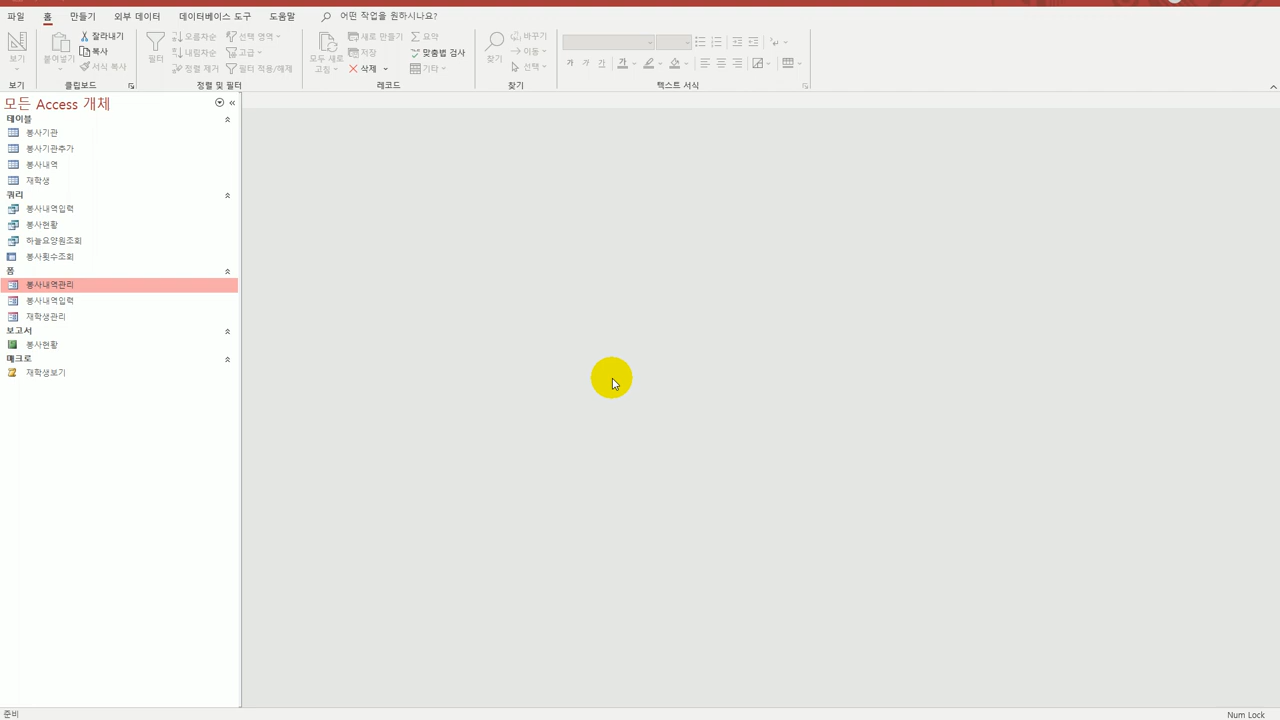 파일 홈 만들기 외부 데이터 데이터베이스 도구 도움말 어떤 작업을 원하시나요?
보기
보기
붙여넣기
잘라내기
복사
서식 복사
클립보드
필터
오름차순
내림차순
정렬 제거
선택 영역
고급
필터 적용/해제
정렬 및 필터
모두 새로
고침
새로 만들기
저장
삭제
요약
맞춤법 검사
기타
레코드
찾기
바꾸기
이동
선택
찾기
가 가 가 가
텍스트 서식
모든 Access 개체
테이블
봉사기관
봉사기관추가
봉사내역
재학생
쿼리
봉사내역입력
봉사현황
하늘요양원조회
봉사횟수조회
폼
봉사내역관리
봉사내역입력
재학생관리
보고서
봉사현황
매크로
재학생보기
준비
Num Lock